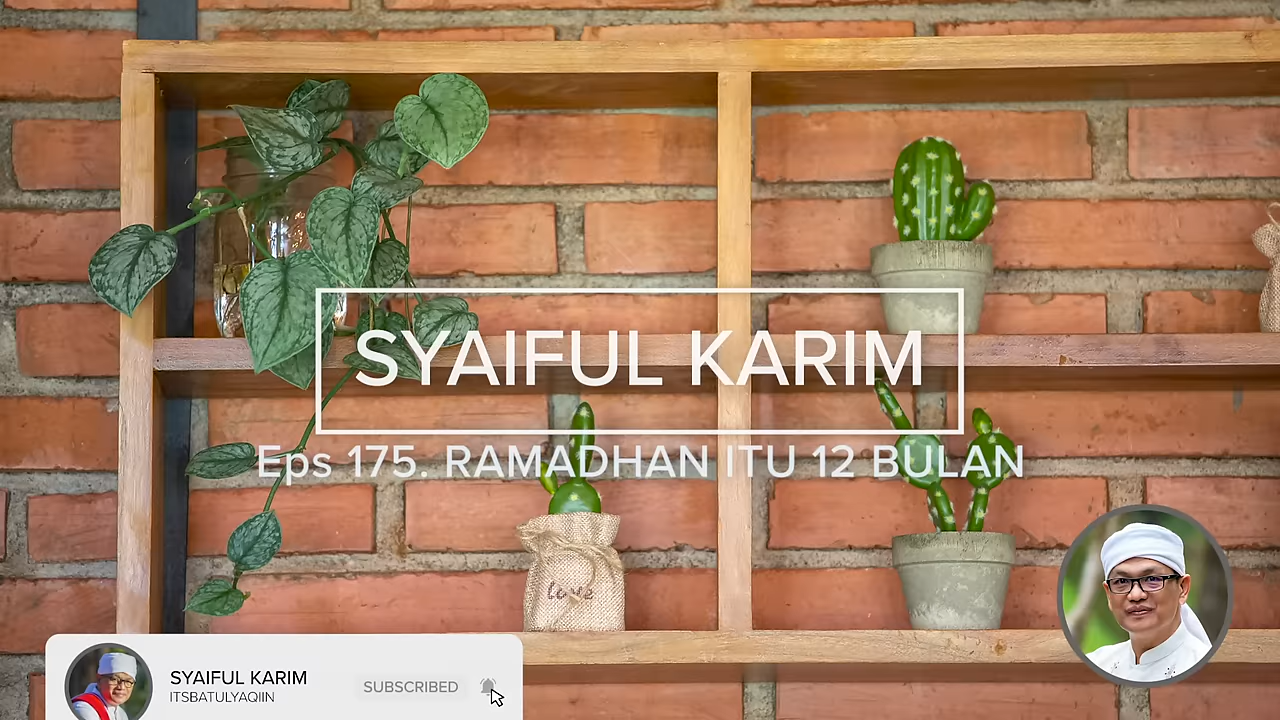 SYAIFUL KARIM
Eps 175. RAMADHAN ITU 12 BULAN
love
SYAIFUL KARIM
ITSBATULYAQIIN
SUBSCRIBED